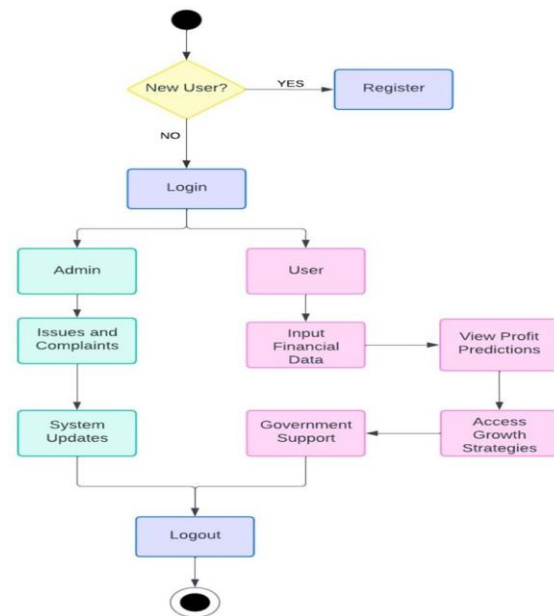 New User?
YES
Register
NO
Login
Admin
User
Issues and
Complaints
Input
Financial
Data
View Profit
Predictions
System
Updates
Government
Support
Access
Growth
Strategies
Logout